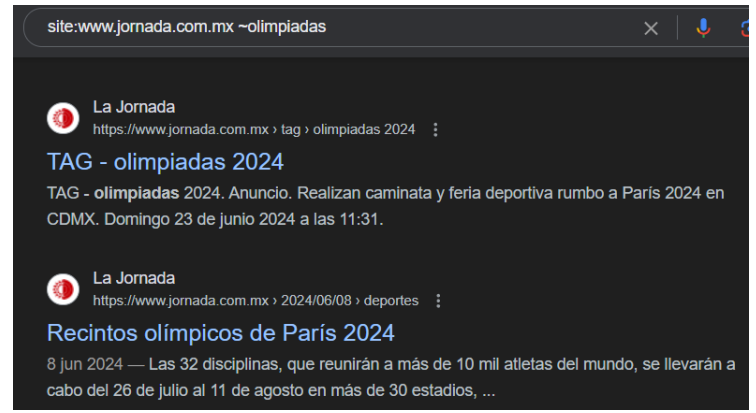 site:www.jornada.com.mx ~olimpiadas
La Jornada
https://www.jornada.com.mx › tag › olimpiadas 2024
TAG - olimpiadas 2024
TAG - olimpiadas 2024. Anuncio. Realizan caminata y feria deportiva rumbo a París 2024 en
CDMX. Domingo 23 de junio 2024 a las 11:31.
La Jornada
https://www.jornada.com.mx › 2024/06/08 › deportes
Recintos olímpicos de París 2024
8 jun 2024 — Las 32 disciplinas, que reunirán a más de 10 mil atletas del mundo, se llevarán a
cabo del 26 de julio al 11 de agosto en más de 30 estadios, ...